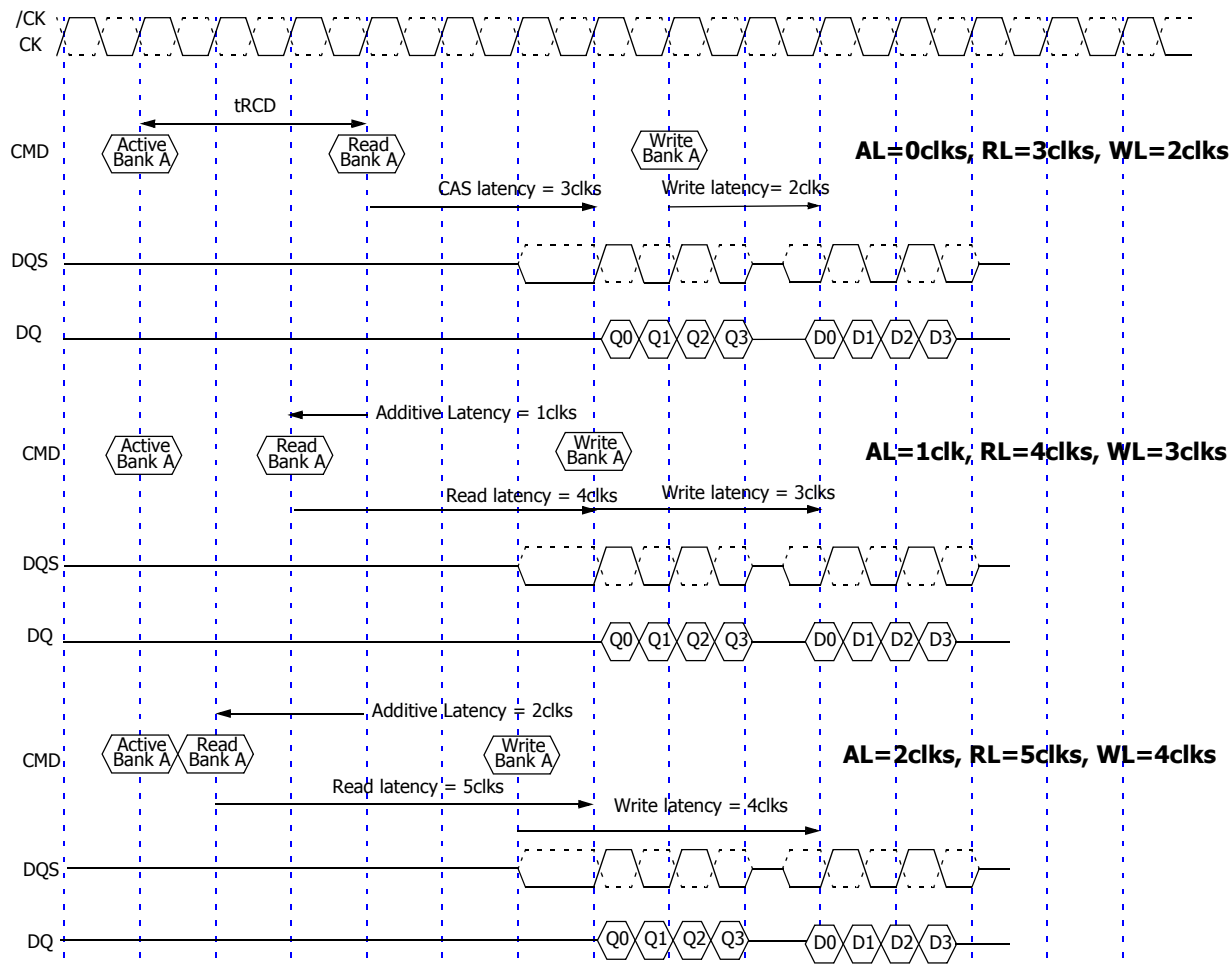 /CK
CK
tRCD
CMD
Active
Bank A
Read
Bank A
Write
Bank A
AL=0clks, RL=3clks, WL=2clks
CAS latency = 3clks
Write latency= 2clks
DQS
DQ
Q0 Q1 Q2 Q3
D0 D1 D2 D3
Additive Latency = 1clks
CMD
Active
Bank A
Read
Bank A
Write
Bank A
AL=1clk, RL=4clks, WL=3clks
Read latency = 4clks
Write latency = 3clks
DQS
DQ
Q0 Q1 Q2 Q3
D0 D1 D2 D3
Additive Latency = 2clks
CMD
Active
Bank A
Read
Bank A
Write
Bank A
AL=2clks, RL=5clks, WL=4clks
Read latency = 5clks
Write latency = 4clks
DQS
DQ
Q0 Q1 Q2 Q3
D0 D1 D2 D3